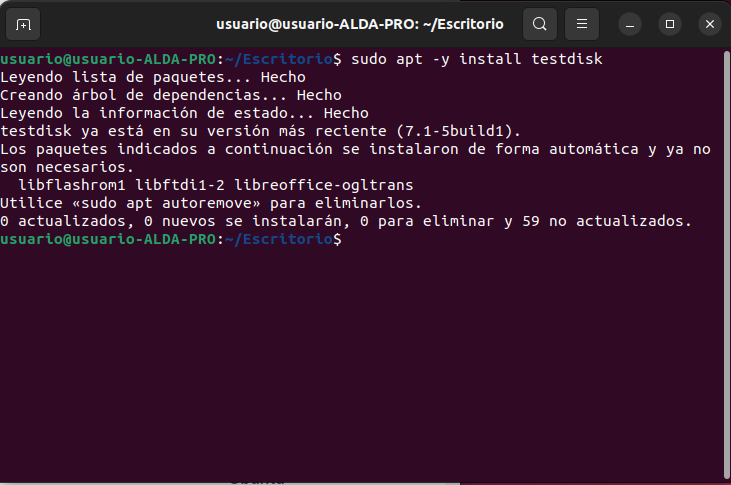 usuario@usuario-ALDA-PRO: ~/Escritorio
usuario@usuario-ALDA-PRO:~/Escritorio$ sudo apt -y install testdisk
Leyendo lista de paquetes... Hecho
Creando árbol de dependencias... Hecho
Leyendo la información de estado... Hecho
testdisk ya está en su versión más reciente (7.1-5build1).
Los paquetes indicados a continuación se instalaron de forma automática y ya no
son necesarios.
  libflashrom1 libftdi1-2 libreoffice-ogltrans
Utilice «sudo apt autoremove» para eliminarlos.
0 actualizados, 0 nuevos se instalarán, 0 para eliminar y 59 no actualizados.
usuario@usuario-ALDA-PRO:~/Escritorio$